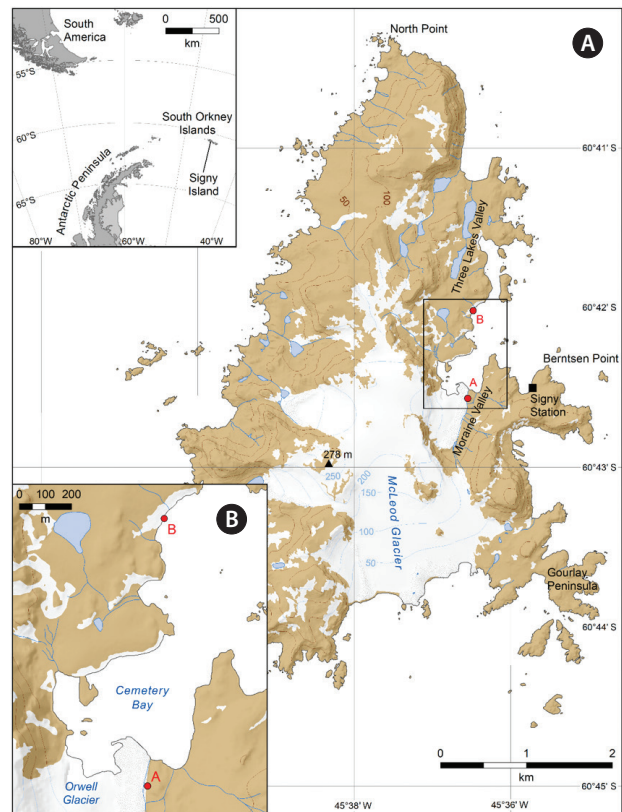 South
America
0 500
km
55°S
60°S
65°S
South Orkney
Islands
Signy
Island
Antarctic Peninsula
80°W
60°W
40°W
A
North Point
60°41' S
50
100
Three Lakes Valley
60°42' S
B
Berntsen Point
A
Signy
Station
Moraine Valley
278 m
60°43' S
250
200
150
150
100
50
McLeod Glacier
Gourlay
Peninsula
60°44' S
0 1 2
km
60°45' S
45°38' W
45°36' W
0 100 200
m
B
B
Cemetery
Bay
Orwell
Glacier
A